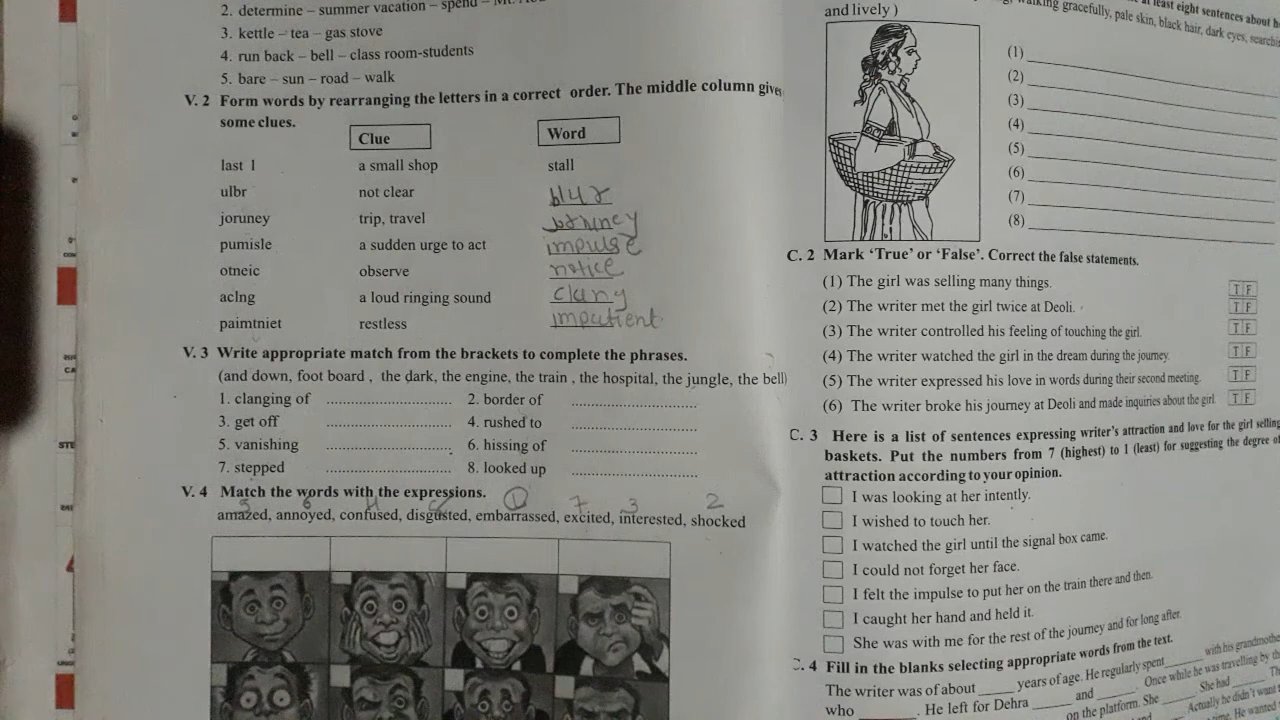 2. determine – summer vacation – spend –
3. kettle – tea – gas stove
4. run back – bell – class room-students
5. bare – sun – road – walk
V. 2 Form words by rearranging the letters in a correct order. The middle column gives
some clues.
Clue Word
last l a small shop stall
ulbr not clear blur
joruney trip, travel
pumisle a sudden urge to act impulse
otneic observe notice
aclng a loud ringing sound clang
paimtniet restless impatient
V. 3 Write appropriate match from the brackets to complete the phrases.
(and down, foot board , the dark, the engine, the train , the hospital, the jungle, the bell)
1. clanging of .......................... 2. border of ..........................
3. get off .......................... 4. rushed to ..........................
5. vanishing .......................... 6. hissing of ..........................
7. stepped .......................... 8. looked up ..........................
V. 4 Match the words with the expressions.
5 6 4 8 1 7 3 2
amazed, annoyed, confused, disgusted, embarrassed, excited, interested, shocked
at least eight sentences about
walking gracefully, pale skin, black hair, dark eyes,
and lively )
(1)
(2)
(3)
(4)
(5)
(6)
(7)
(8)
C. 2 Mark ‘True’ or ‘False’. Correct the false statements.
(1) The girl was selling many things. T F
(2) The writer met the girl twice at Deoli. T F
(3) The writer controlled his feeling of touching the girl. T F
(4) The writer watched the girl in the dream during the journey. T F
(5) The writer expressed his love in words during their second meeting. T F
(6) The writer broke his journey at Deoli and made inquiries about the girl T F
C. 3 Here is a list of sentences expressing writer's attraction and love for the girl selling
baskets. Put the numbers from 7 (highest) to 1 (least) for suggesting the degree of
attraction according to your opinion.
I was looking at her intently.
I wished to touch her.
I watched the girl until the signal box came.
I could not forget her face.
I felt the impulse to put her on the train there and then.
I caught her hand and held it.
She was with me for the rest of the journey and for long after.
C. 4 Fill in the blanks selecting appropriate words from the text.
The writer was of about _____ years of age. He regularly spent _____ with his
who _____. He left for Dehra _____ and _____. Once while he was travelling by
on the platform. She _____ She had _____.
Actually he didn't want
He wanted